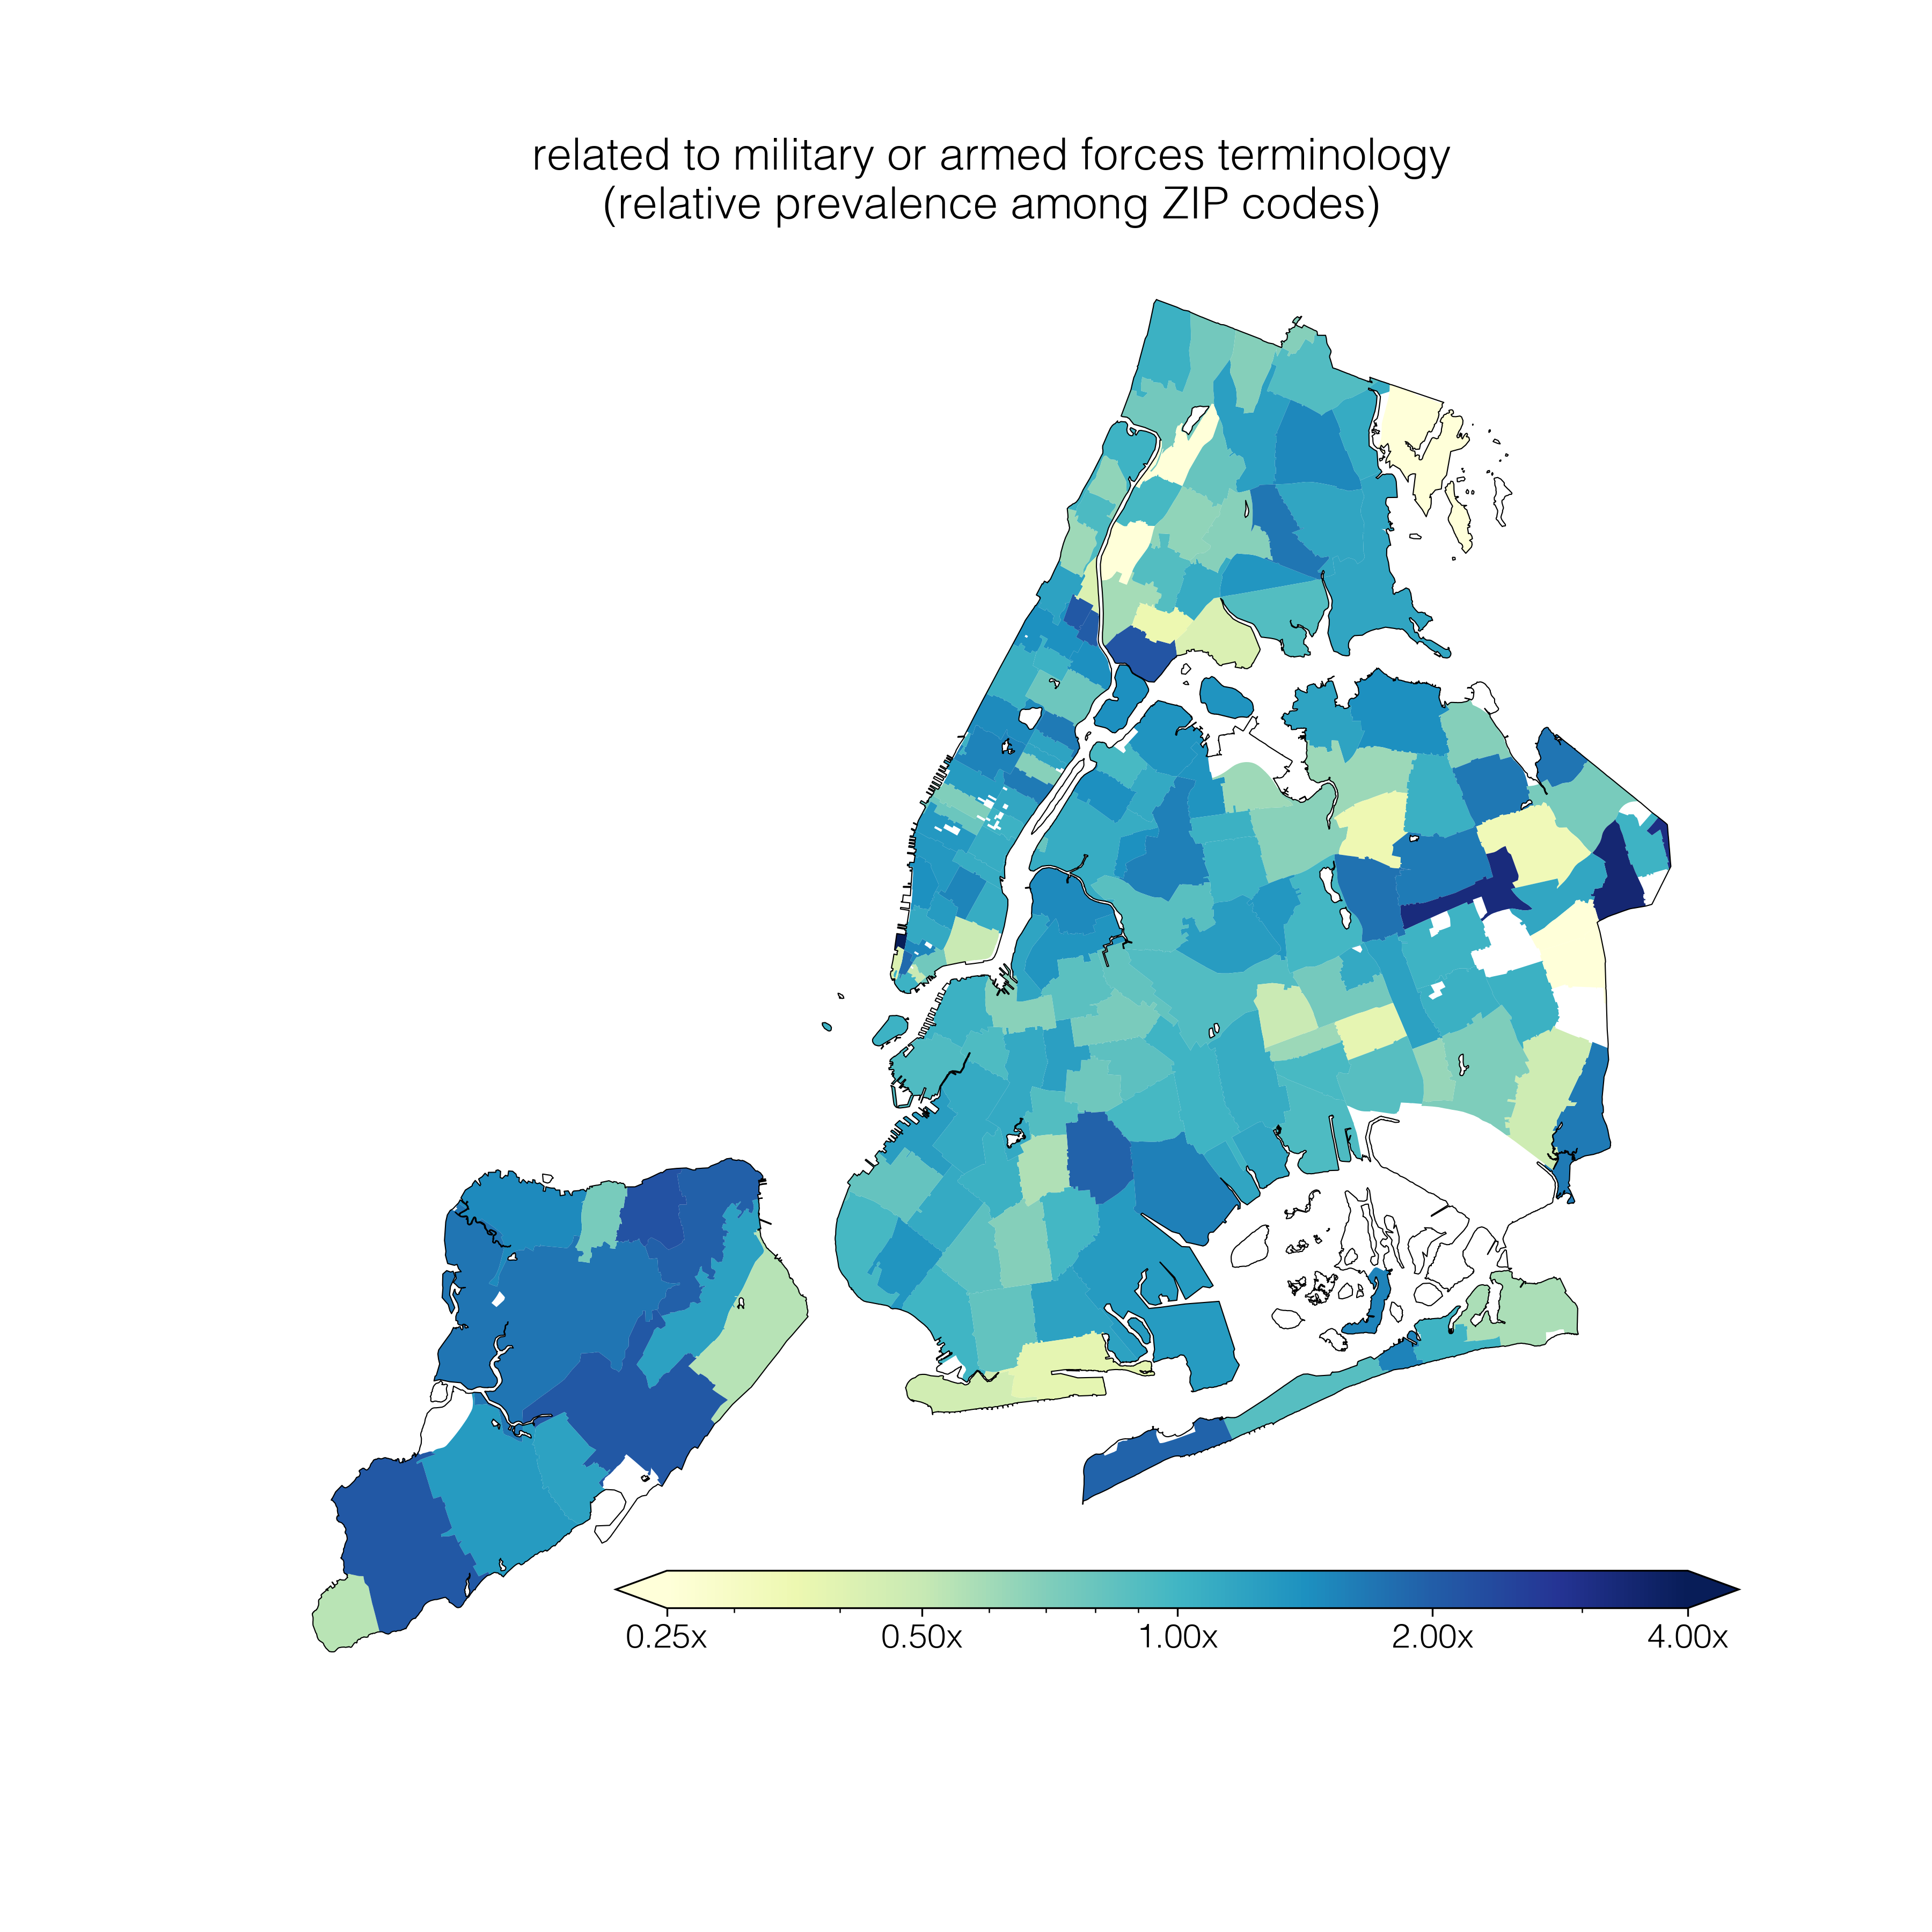 related to military or armed forces terminology
(relative prevalence among ZIP codes)
0.25x 0.50x 1.00x 2.00x 4.00x